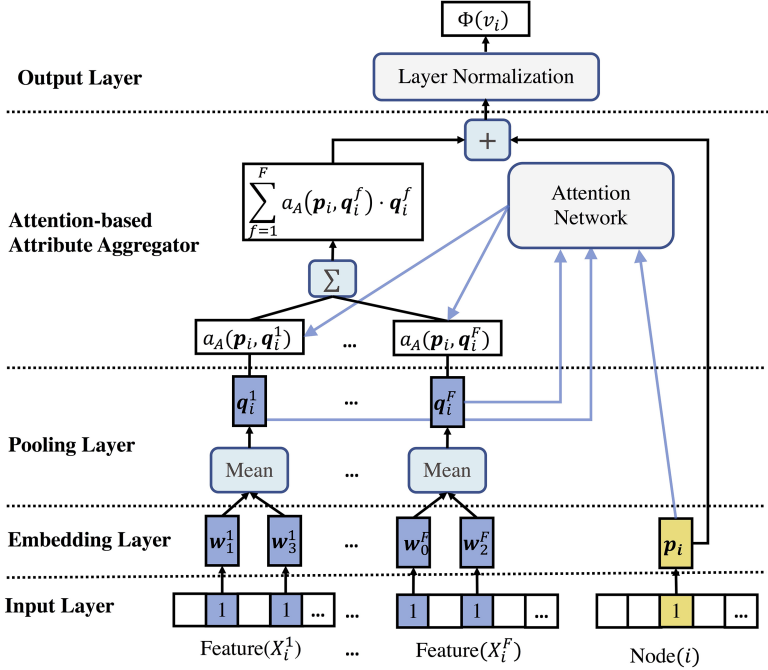 Φ(v_i)
Output Layer
Layer Normalization
+
Attention-based
Attribute Aggregator
\sum_{f=1}^{F} a_A(p_i, q_i^f) · q_i^f
Attention
Network
Σ
a_A(p_i, q_i^1) ... a_A(p_i, q_i^F)
q_i^1 ... q_i^F
Pooling Layer
Mean ... Mean
Embedding Layer
w_1^1 w_3^1 ... w_0^F w_2^F p_i
Input Layer
1 1 ... ... 1 1 ... 1 ...
Feature(X_i^1) ... Feature(X_i^F) Node(i)